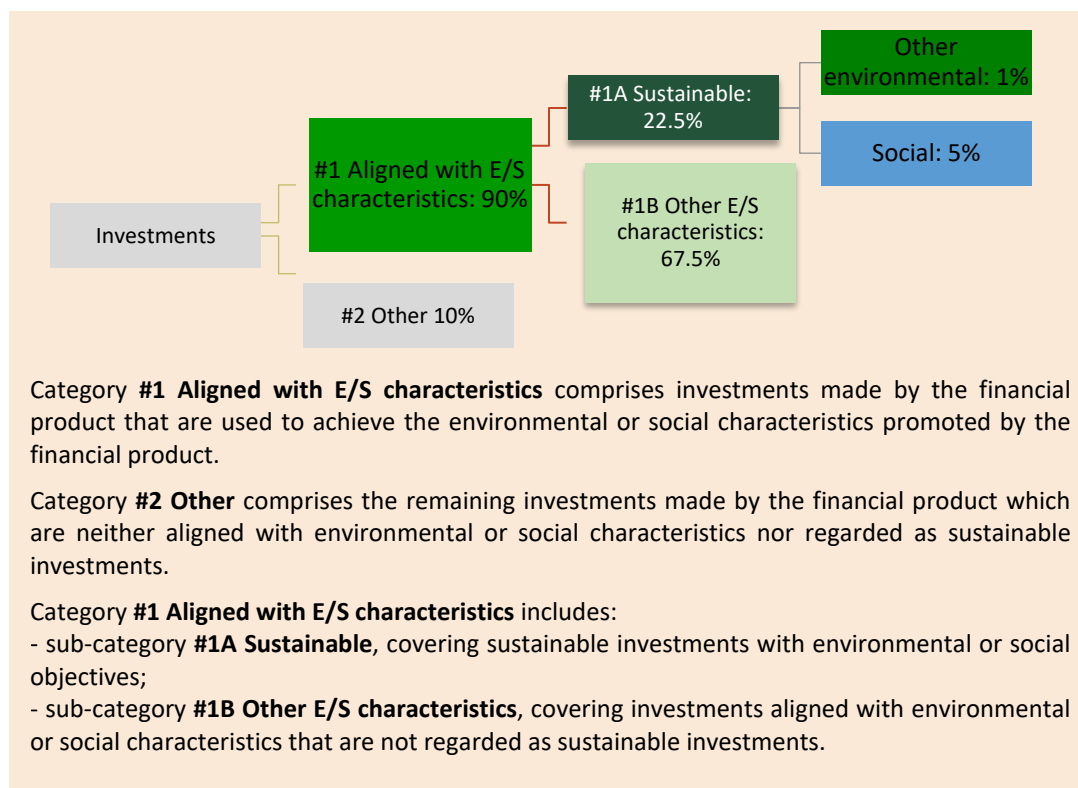 Other
environmental: 1%
#1A Sustainable:
22.5%
Social: 5%
#1 Aligned with E/S
characteristics: 90%
#1B Other E/S
characteristics:
67.5%
Investments
#2 Other 10%
Category #1 Aligned with E/S characteristics comprises investments made by the financial
product that are used to achieve the environmental or social characteristics promoted by the
financial product.
Category #2 Other comprises the remaining investments made by the financial product which
are neither aligned with environmental or social characteristics nor regarded as sustainable
investments.
Category #1 Aligned with E/S characteristics includes:
- sub-category #1A Sustainable, covering sustainable investments with environmental or social
objectives;
- sub-category #1B Other E/S characteristics, covering investments aligned with environmental
or social characteristics that are not regarded as sustainable investments.